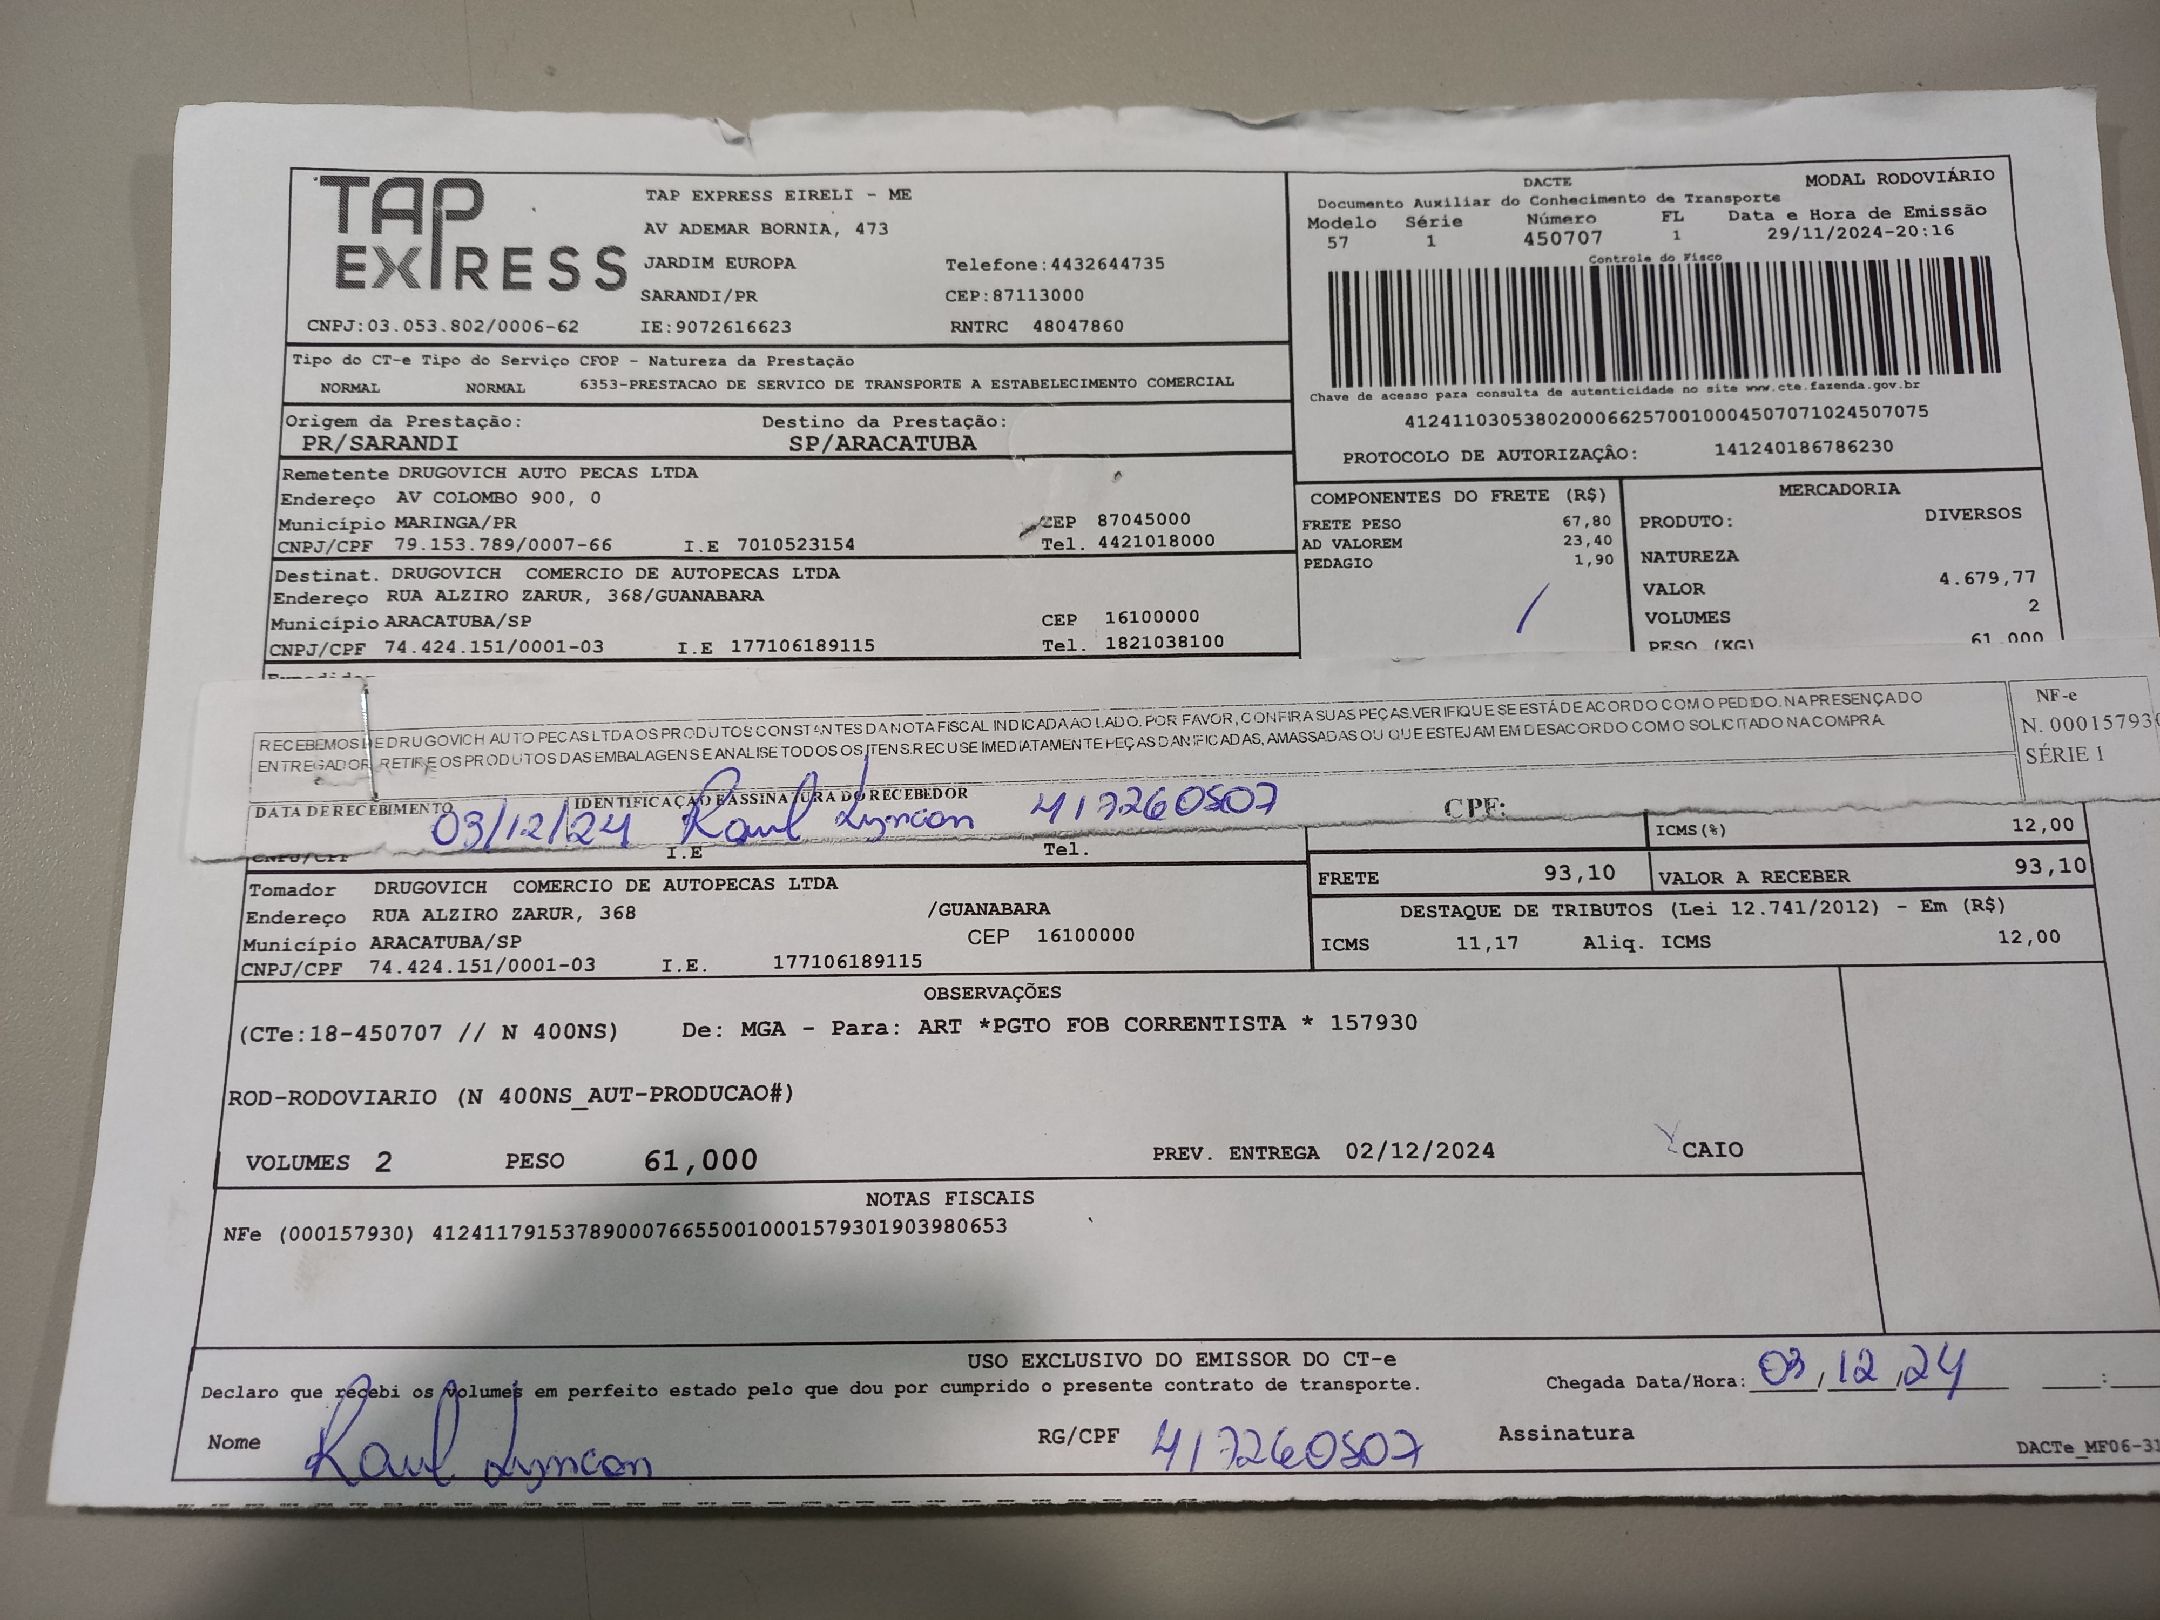 TAP EXPRESS
TAP EXPRESS EIRELI - ME
AV ADEMAR BORNIA, 473
JARDIM EUROPA Telefone:4432644735
SARANDI/PR CEP:87113000
CNPJ:03.053.802/0006-62 IE:9072616623 RNTRC 48047860
DACTE MODAL RODOVIÁRIO
Documento Auxiliar do Conhecimento de Transporte
Modelo Série Número FL Data e Hora de Emissão
57 1 450707 1 29/11/2024-20:16
Controle do Fisco
Chave de acesso para consulta de autenticidade no site www.cte.fazenda.gov.br
41241103053802000662570010004507071024507075
PROTOCOLO DE AUTORIZAÇÂO: 141240186786230
Tipo do CT-e Tipo do Serviço CFOP - Natureza da Prestação
NORMAL NORMAL 6353-PRESTACAO DE SERVICO DE TRANSPORTE A ESTABELECIMENTO COMERCIAL
Origem da Prestação: Destino da Prestação:
PR/SARANDI SP/ARACATUBA
Remetente DRUGOVICH AUTO PECAS LTDA
Endereço AV COLOMBO 900, 0
Município MARINGA/PR CEP 87045000
CNPJ/CPF 79.153.789/0007-66 I.E 7010523154 Tel. 4421018000
Destinat. DRUGOVICH COMERCIO DE AUTOPECAS LTDA
Endereço RUA ALZIRO ZARUR, 368/GUANABARA
Município ARACATUBA/SP CEP 16100000
CNPJ/CPF 74.424.151/0001-03 I.E 177106189115 Tel. 1821038100
COMPONENTES DO FRETE (R$)
FRETE PESO 67,80
AD VALOREM 23,40
PEDAGIO 1,90
MERCADORIA
PRODUTO: DIVERSOS
NATUREZA
VALOR 4.679,77
VOLUMES 2
PESO (KG) 61,000
RECEBEMOS DE DRUGOVICH AUTO PECAS LTDA OS PRODUTOS CONSTANTES DA NOTA FISCAL INDICADA AO LADO. POR FAVOR, CONFIRA SUAS PEÇAS. VERIFIQUE SE ESTÁ DE ACORDO COM O PEDIDO. NA PRESENÇA DO
ENTREGADOR, RETIRE OS PRODUTOS DAS EMBALAGENS E ANALISE TODOS OS ITENS. RECUSE IMEDIATAMENTE PEÇAS DANIFICADAS, AMASSADAS OU QUE ESTEJAM EM DESACORDO COM O SOLICITADO NA COMPRA.
NF-e
N. 000157930
SÉRIE 1
DATA DE RECEBIMENTO IDENTIFICAÇÃO E ASSINATURA DO RECEBEDOR
03/12/24 Raul Lyncon 417260507 CPF:
CNPJ/CPF I.E Tel.
ICMS(%) 12,00
FRETE 93,10 VALOR A RECEBER 93,10
DESTAQUE DE TRIBUTOS (Lei 12.741/2012) - Em (R$)
ICMS 11,17 Aliq. ICMS 12,00
Tomador DRUGOVICH COMERCIO DE AUTOPECAS LTDA
Endereço RUA ALZIRO ZARUR, 368 /GUANABARA
Município ARACATUBA/SP CEP 16100000
CNPJ/CPF 74.424.151/0001-03 I.E. 177106189115
OBSERVAÇÕES
(CTe:18-450707 // N 400NS) De: MGA - Para: ART *PGTO FOB CORRENTISTA * 157930
ROD-RODOVIARIO (N 400NS_AUT-PRODUCAO#)
VOLUMES 2 PESO 61,000 PREV. ENTREGA 02/12/2024 CAIO
NOTAS FISCAIS
NFe (000157930) 41241179153789000766550010001579301903980653
USO EXCLUSIVO DO EMISSOR DO CT-e
Declaro que recebi os volumes em perfeito estado pelo que dou por cumprido o presente contrato de transporte. Chegada Data/Hora: 03/12/24 :
Nome Raul Lyncon RG/CPF 417260507 Assinatura
DACTe_MF06-31